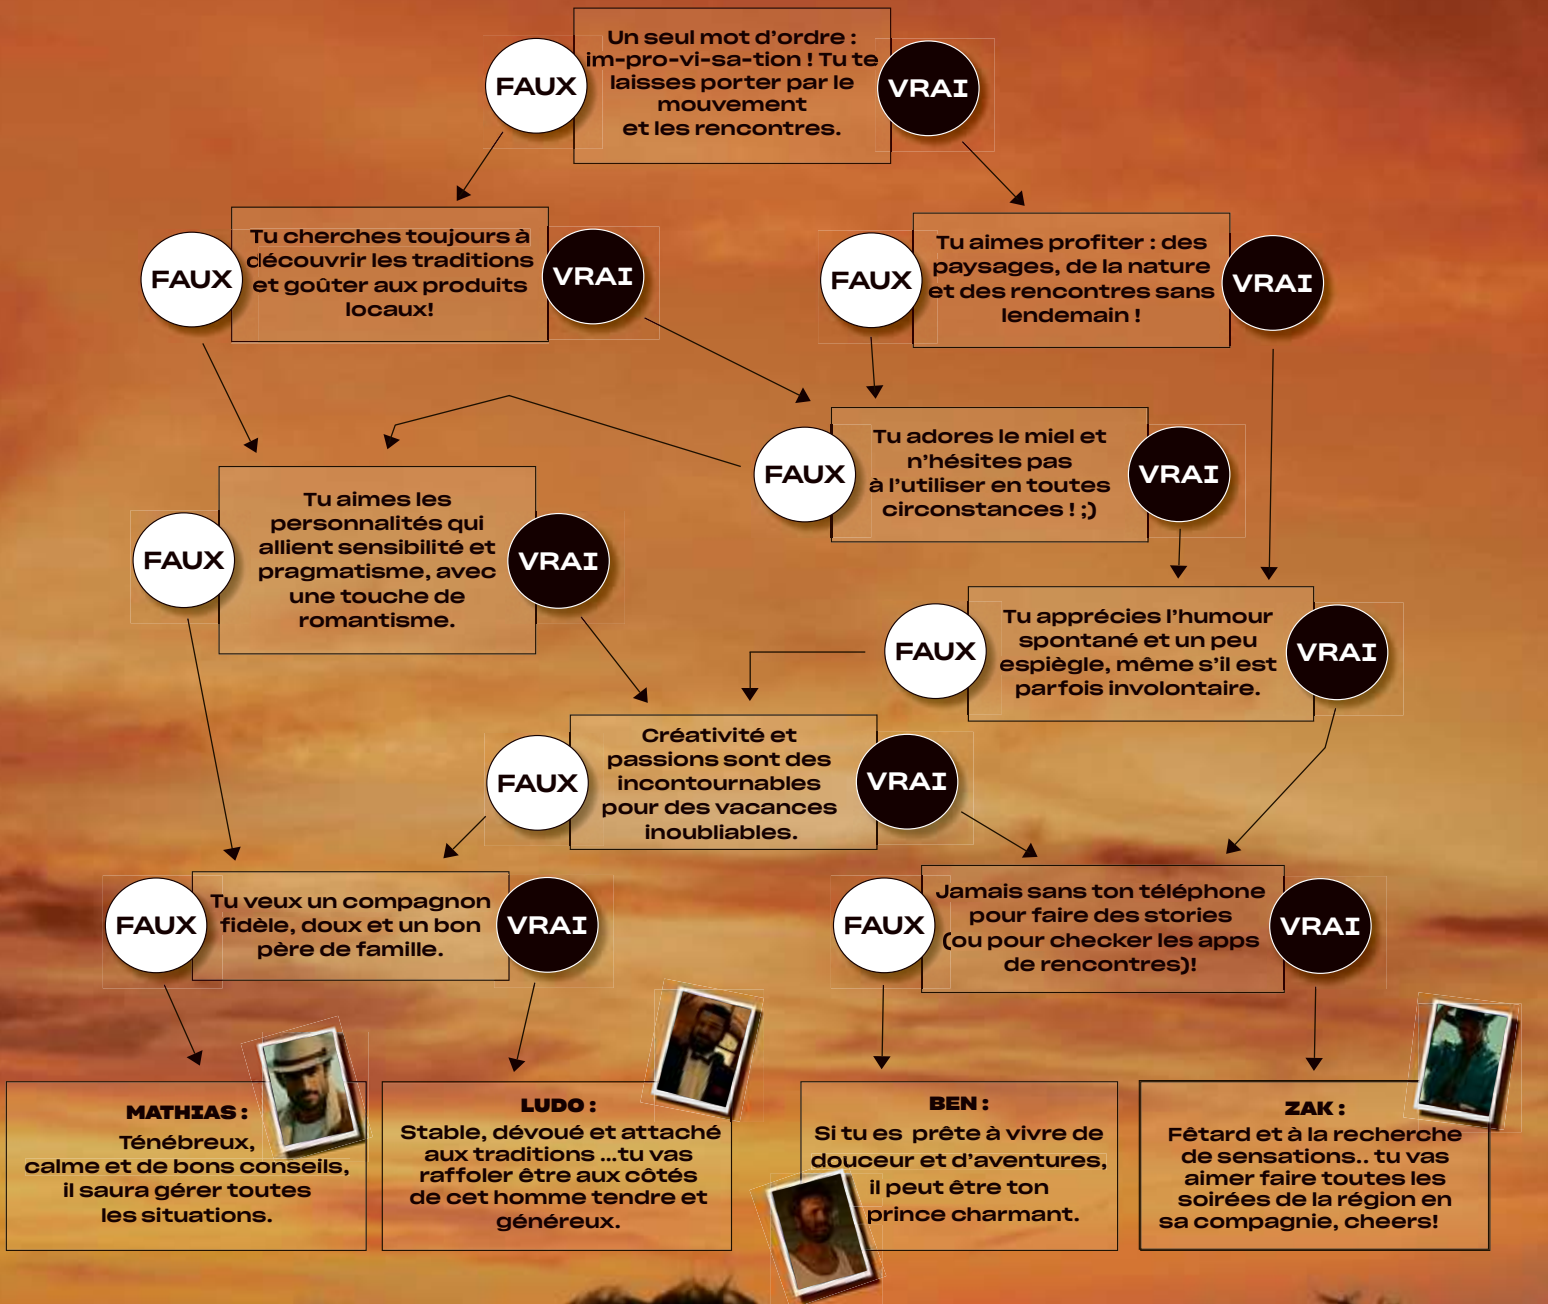 Un seul mot d'ordre :
im-pro-vi-sa-tion ! Tu te
laisses porter par le
mouvement
et les rencontres.
FAUX
VRAI
Tu cherches toujours à
découvrir les traditions
et goûter aux produits
locaux!
FAUX
VRAI
Tu aimes profiter : des
paysages, de la nature
et des rencontres sans
lendemain !
FAUX
VRAI
Tu adores le miel et
n'hésites pas
à l'utiliser en toutes
circonstances ! ;)
FAUX
VRAI
Tu aimes les
personnalités qui
allient sensibilité et
pragmatisme, avec
une touche de
romantisme.
FAUX
VRAI
Tu apprécies l'humour
spontané et un peu
espiègle, même s'il est
parfois involontaire.
FAUX
VRAI
Créativité et
passions sont des
incontournables
pour des vacances
inoubliables.
FAUX
VRAI
Tu veux un compagnon
fidèle, doux et un bon
père de famille.
FAUX
VRAI
Jamais sans ton téléphone
pour faire des stories
(ou pour checker les apps
de rencontres)!
FAUX
VRAI
MATHIAS :
Ténébreux,
calme et de bons conseils,
il saura gérer toutes
les situations.
LUDO :
Stable, dévoué et attaché
aux traditions ...tu vas
raffoler être aux côtés
de cet homme tendre et
généreux.
BEN :
Si tu es prête à vivre de
douceur et d'aventures,
il peut être ton
prince charmant.
ZAK :
Fêtard et à la recherche
de sensations.. tu vas
aimer faire toutes les
soirées de la région en
sa compagnie, cheers!